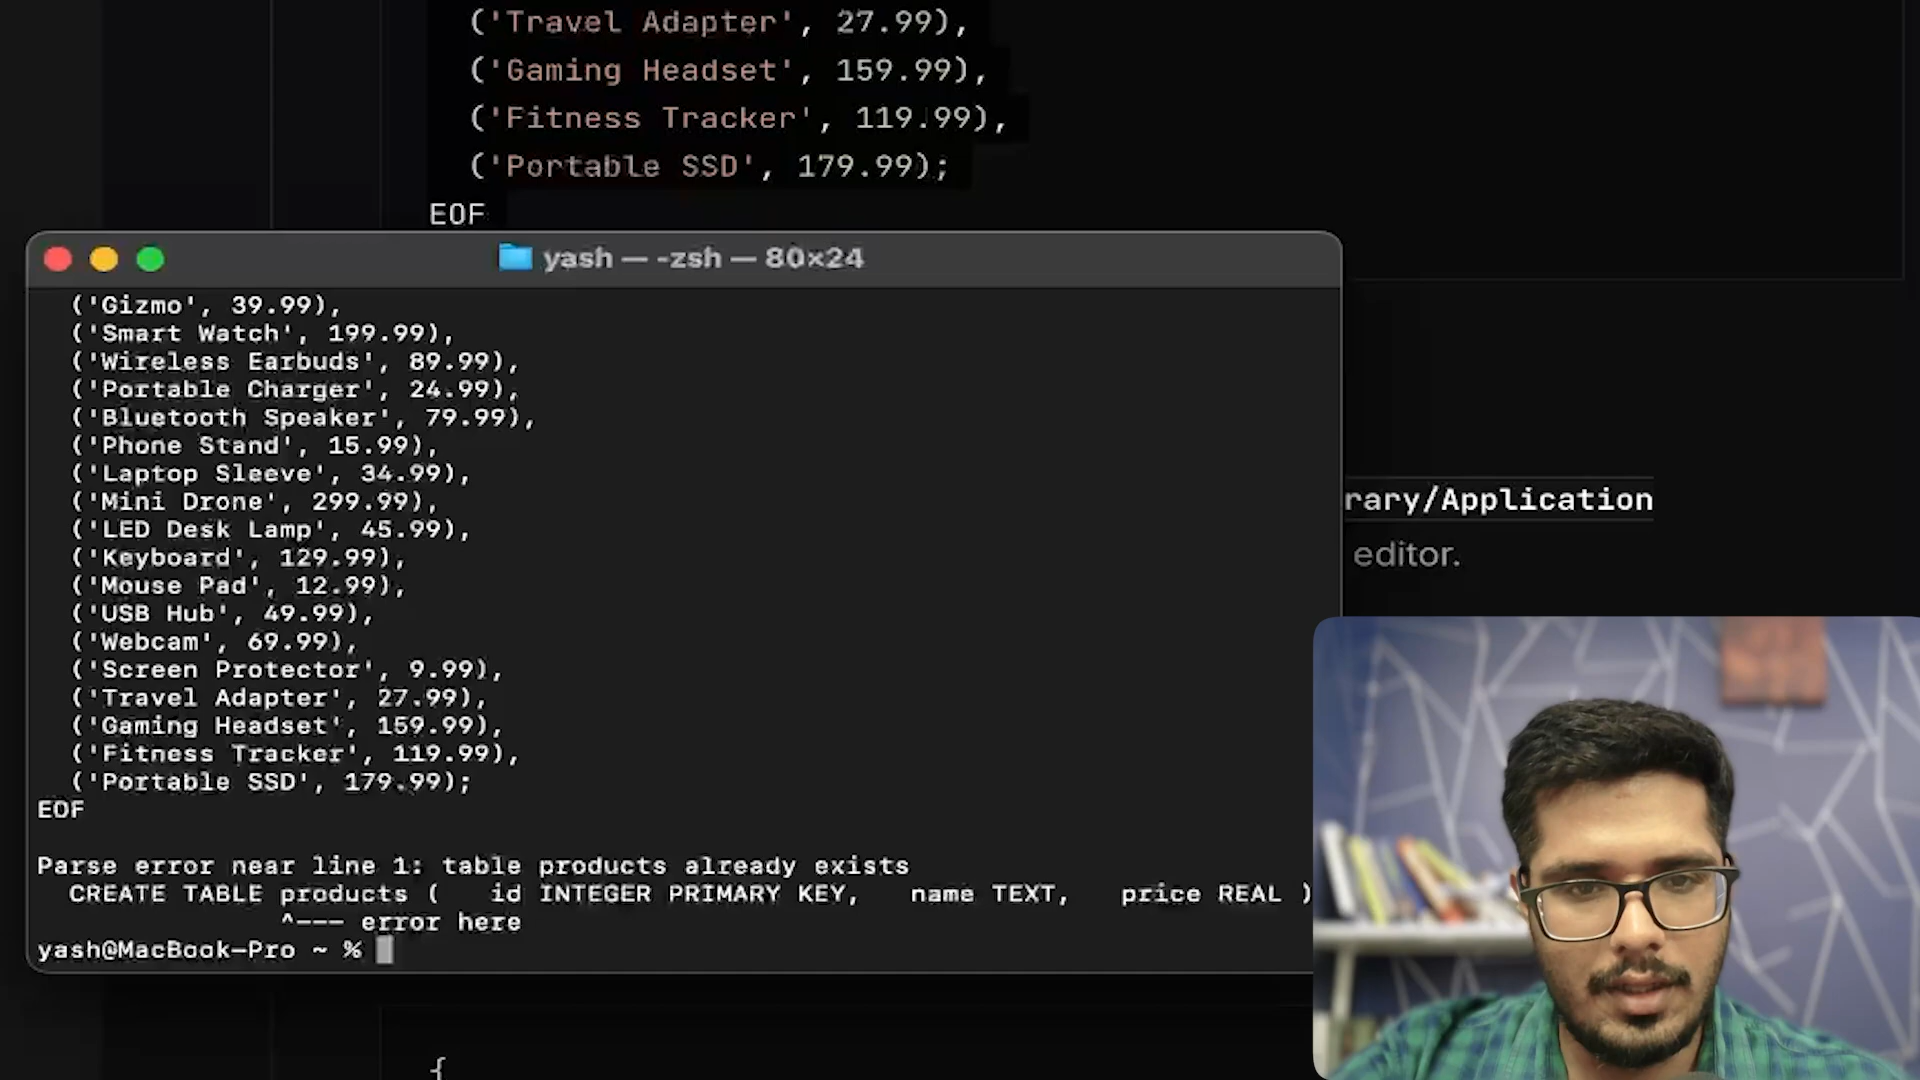 ('Travel Adapter', 27.99),
('Gaming Headset', 159.99),
('Fitness Tracker', 119.99),
('Portable SSD', 179.99);
EOF
yash — -zsh — 80×24
('Gizmo', 39.99),
('Smart Watch', 199.99),
('Wireless Earbuds', 89.99),
('Portable Charger', 24.99),
('Bluetooth Speaker', 79.99),
('Phone Stand', 15.99),
('Laptop Sleeve', 34.99),
('Mini Drone', 299.99),
('LED Desk Lamp', 45.99),
('Keyboard', 129.99),
('Mouse Pad', 12.99),
('USB Hub', 49.99),
('Webcam', 69.99),
('Screen Protector', 9.99),
('Travel Adapter', 27.99),
('Gaming Headset', 159.99),
('Fitness Tracker', 119.99),
('Portable SSD', 179.99);
EOF
Parse error near line 1: table products already exists
CREATE TABLE products (   id INTEGER PRIMARY KEY,   name TEXT,   price REAL )
^--- error here
yash@MacBook-Pro ~ %
rary/Application
editor.
{